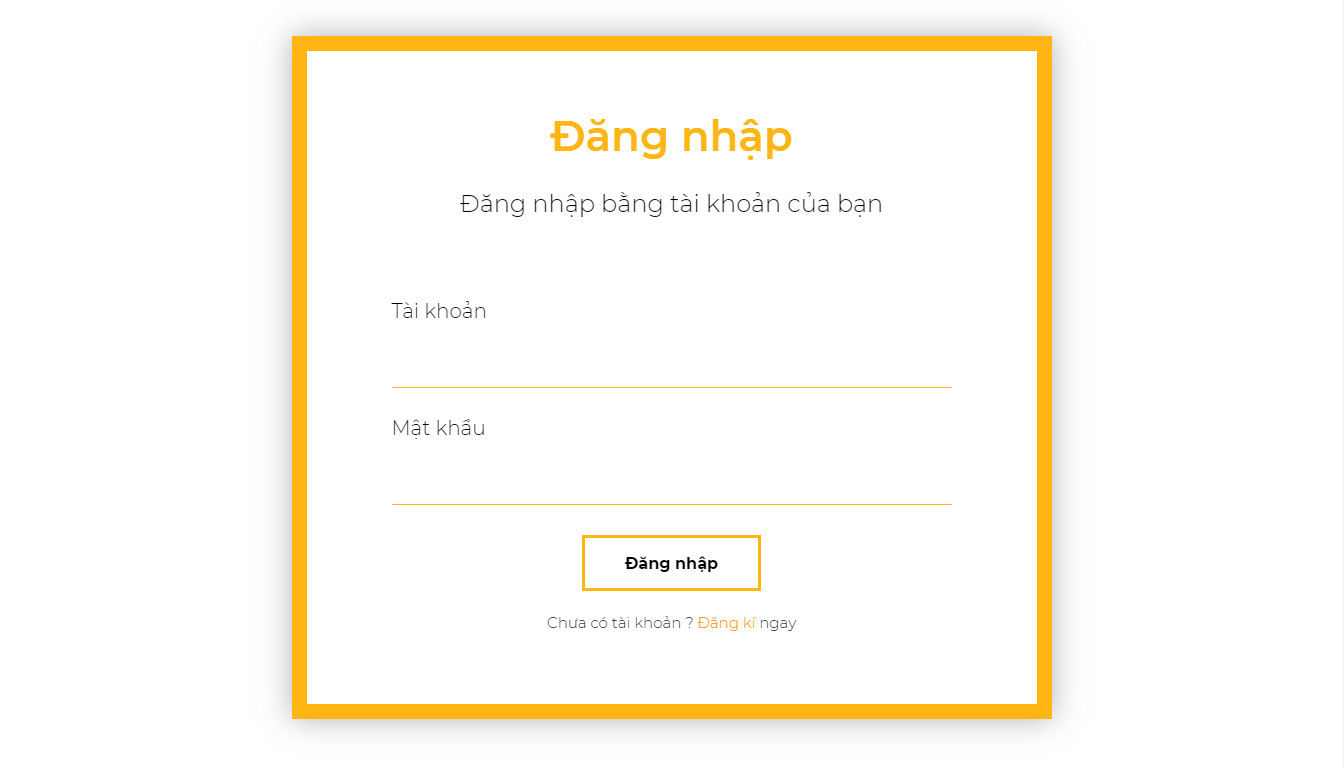 Đăng nhập
Đăng nhập bằng tài khoản của bạn
Tài khoản
Mật khẩu
Đăng nhập
Chưa có tài khoản ? Đăng kí ngay